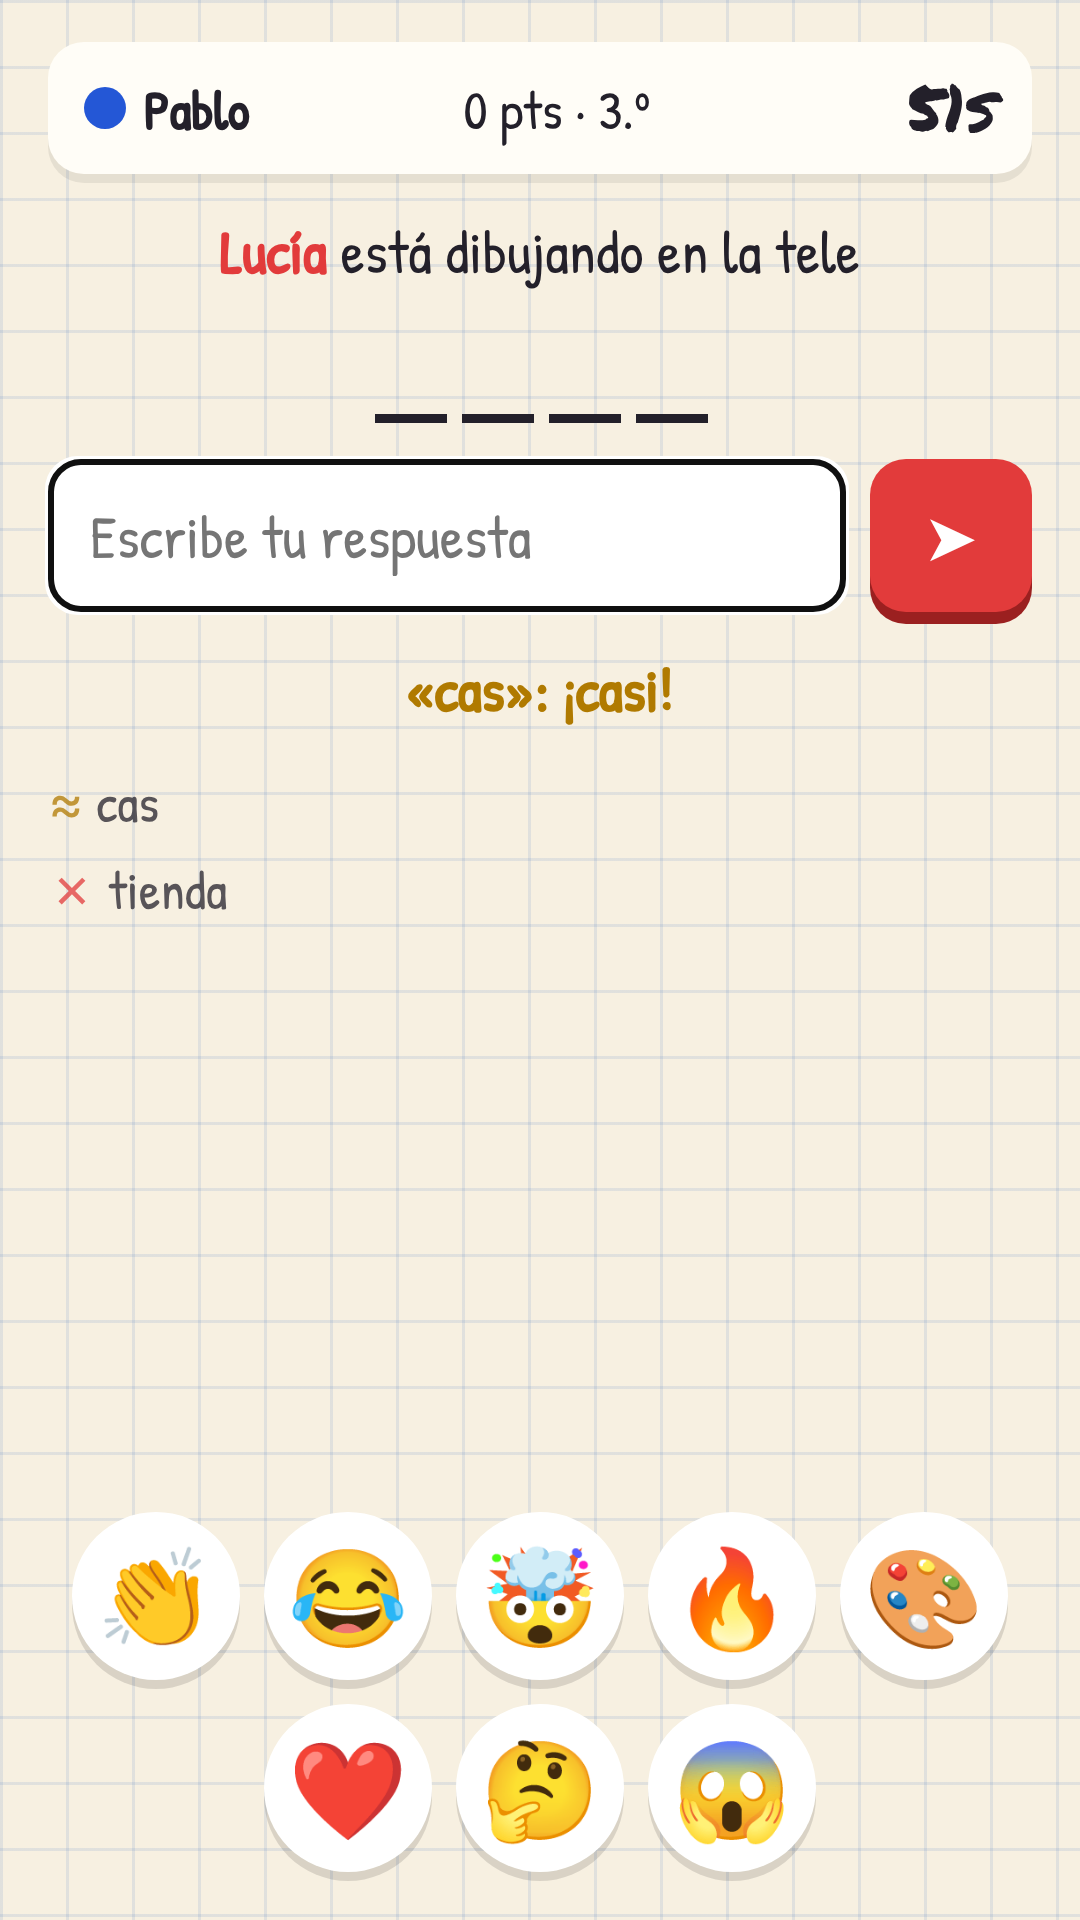 Pablo 0 pts · 3.º 51s
Lucía está dibujando en la tele
Escribe tu respuesta
«cas»: ¡casi!
≈ cas
✕ tienda